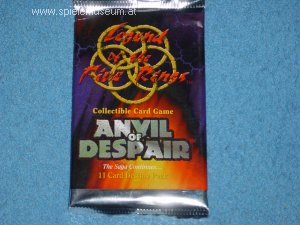 www.spielemuseum.at
Legend
of the
Five Rings
Collectible Card Game
ANVIL
OF
DESPAIR
The Saga Continues...
11 Card Booster Pack